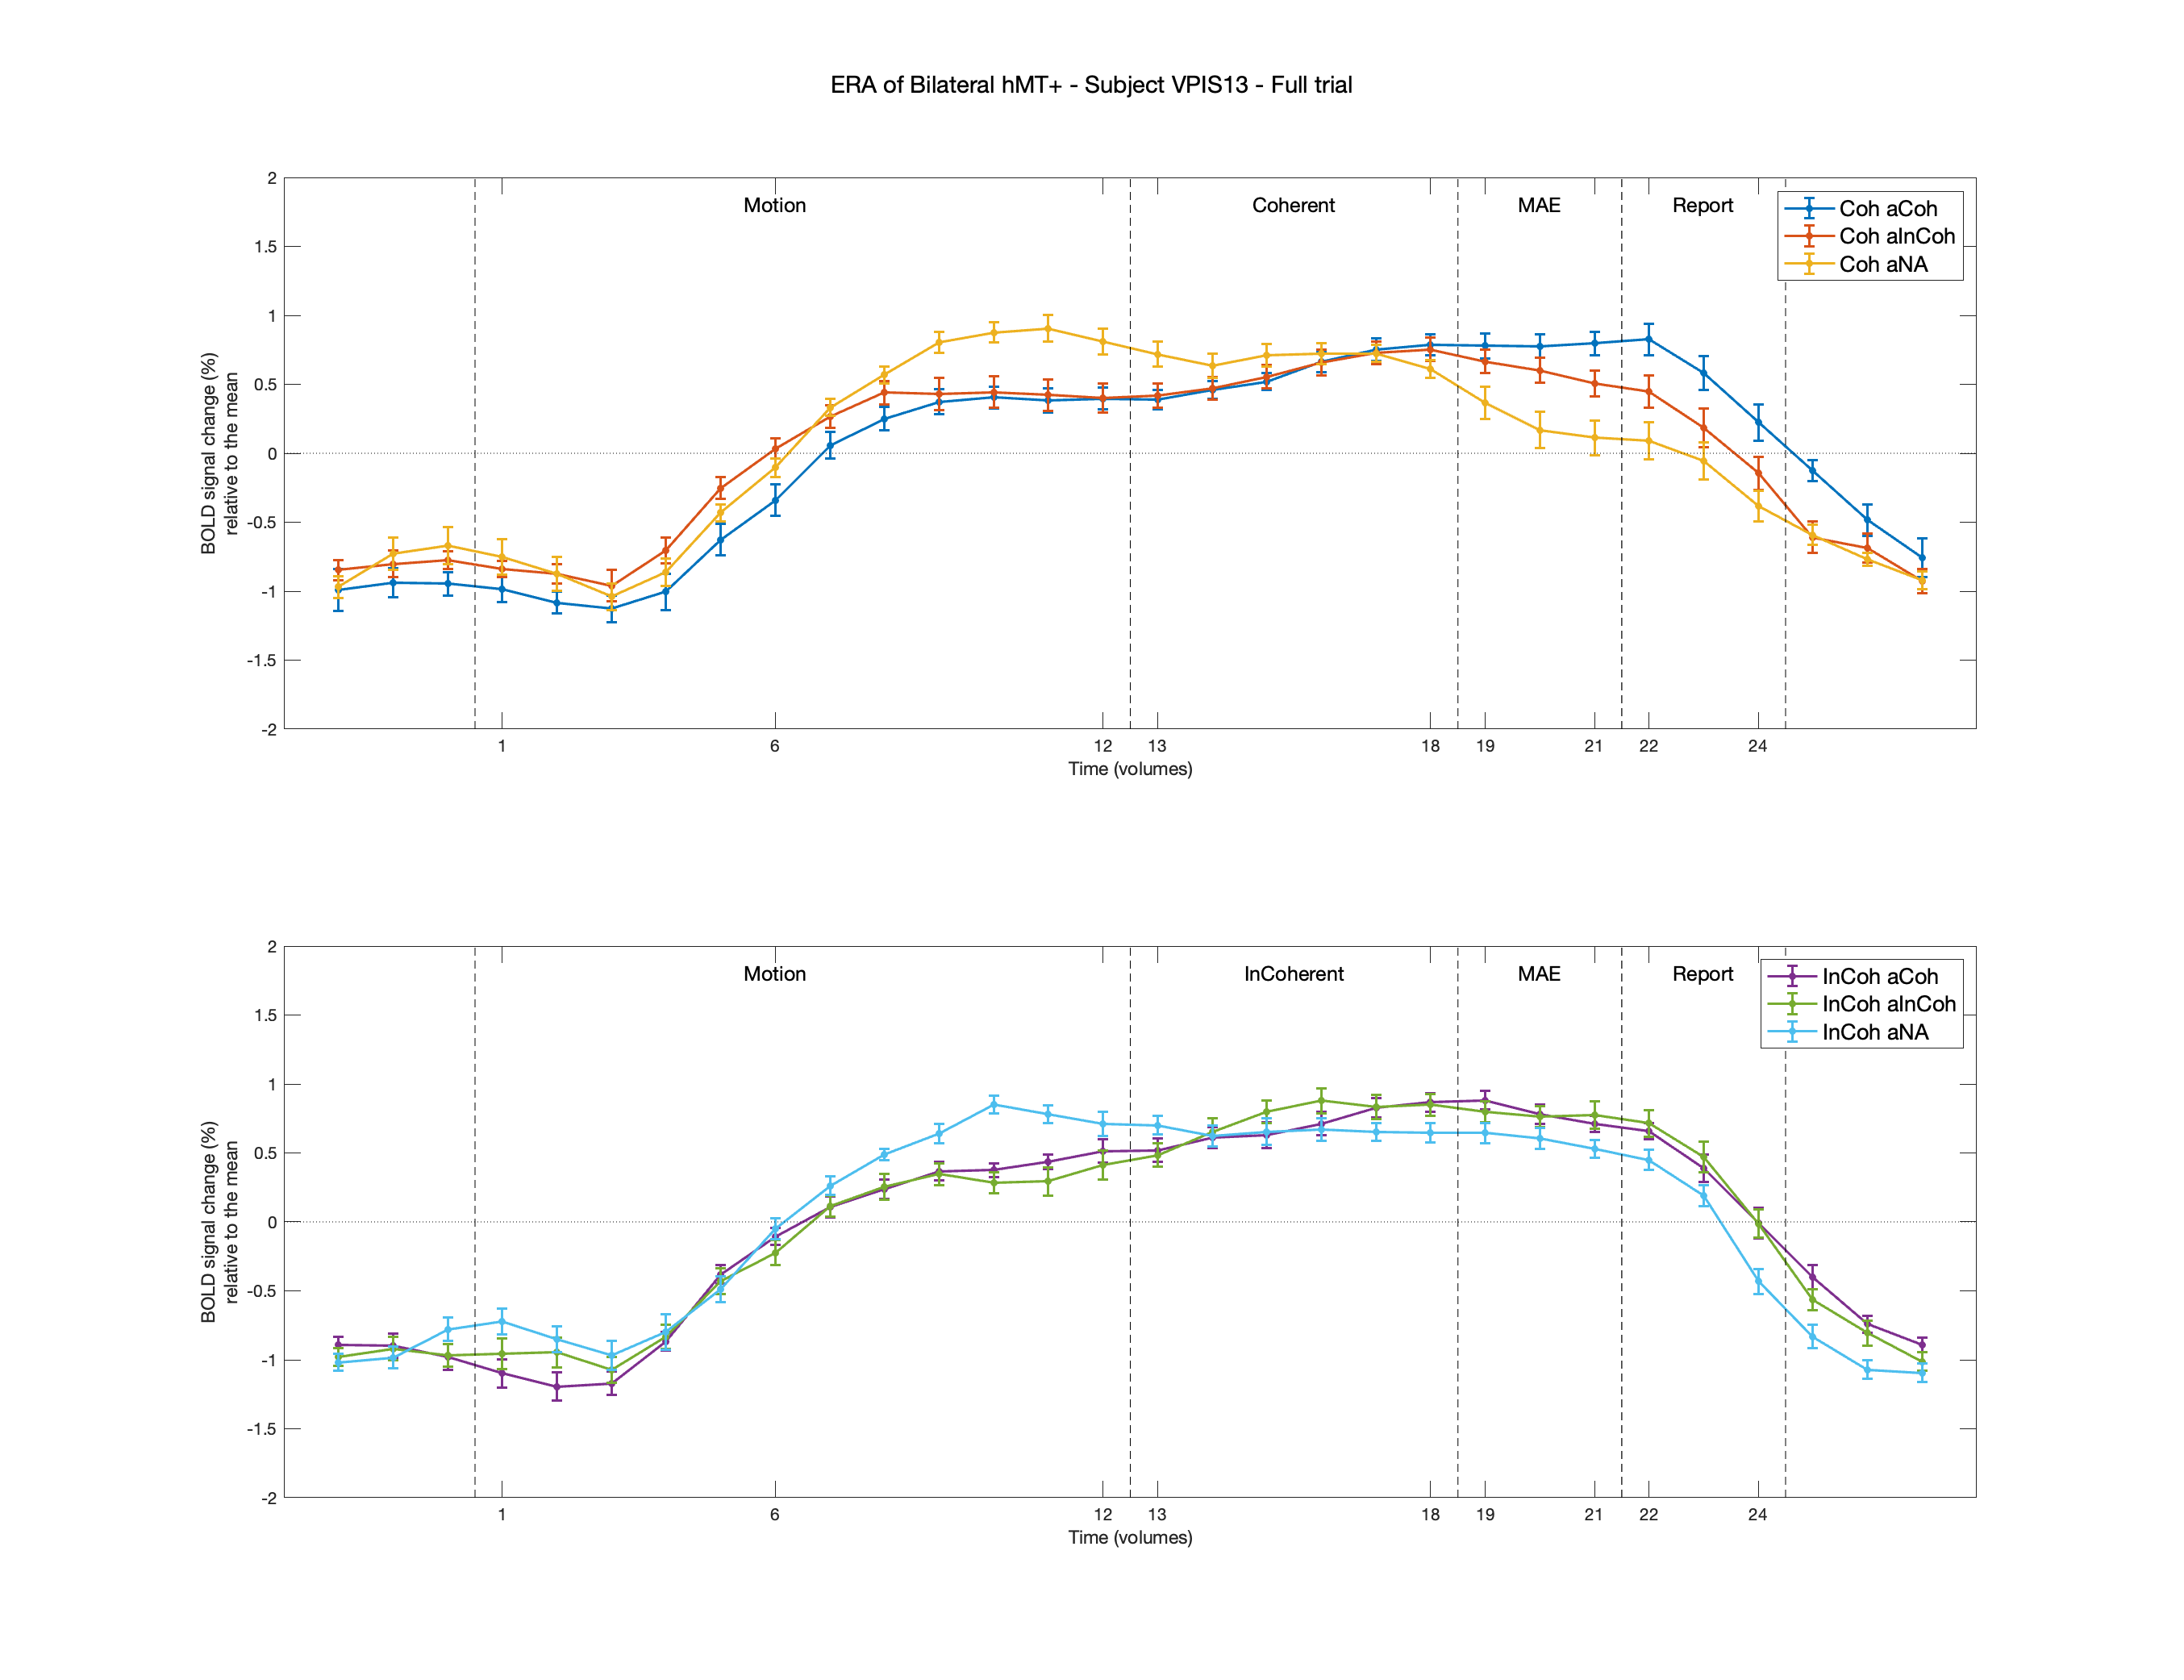 ERA of Bilateral hMT+ - Subject VPIS13 - Full trial
Motion
Coherent
MAE
Report
Coh aCoh
Coh aInCoh
Coh aNA
2
1.5
1
0.5
0
-0.5
-1
-1.5
-2
BOLD signal change (%)
relative to the mean
1 6 12 13 18 19 21 22 24
Time (volumes)
Motion
InCoherent
MAE
Report
InCoh aCoh
InCoh aInCoh
InCoh aNA
2
1.5
1
0.5
0
-0.5
-1
-1.5
-2
BOLD signal change (%)
relative to the mean
1 6 12 13 18 19 21 22 24
Time (volumes)